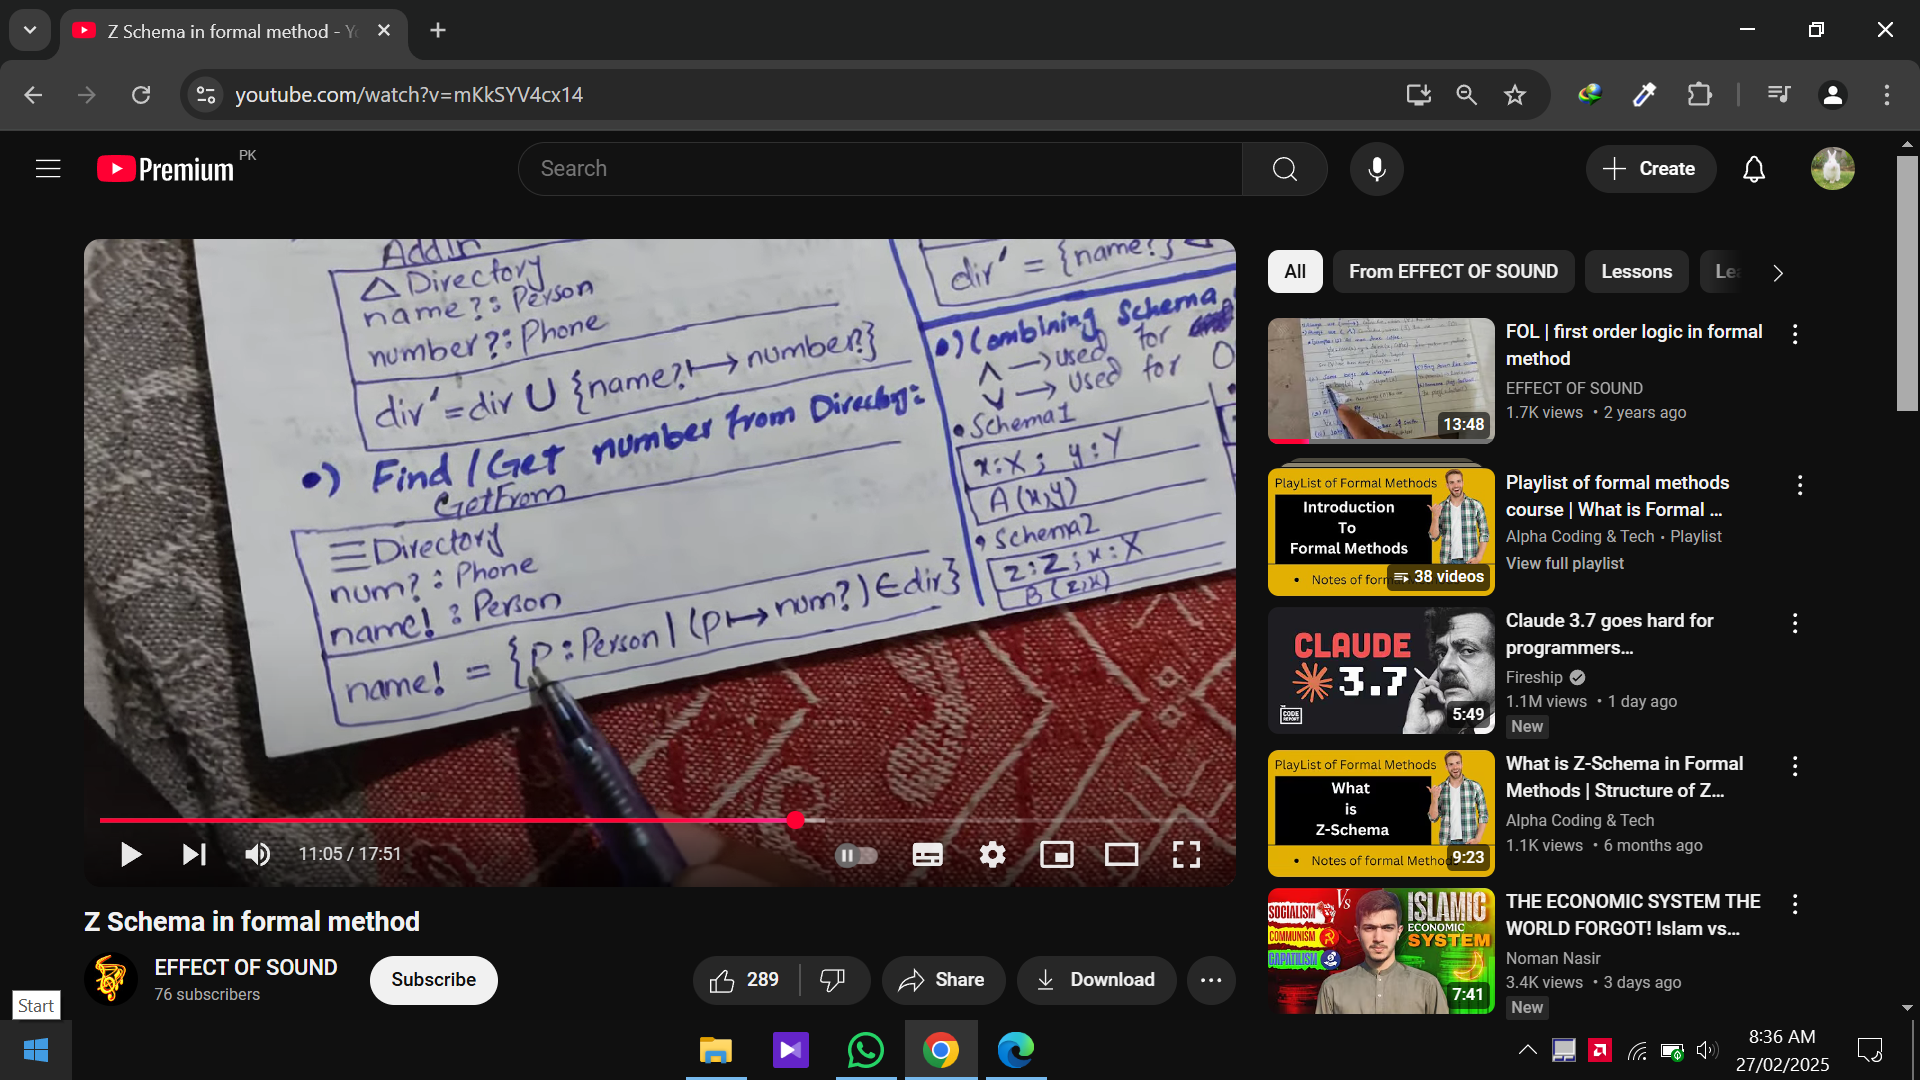 Z Schema in formal method - Yo
youtube.com/watch?v=mKkSYV4cx14
Premium PK
Search
Create
AddIn
△ Directory
name? : Person
number? : Phone
dir' = dir ∪ {name? ↦ number?}
•) Find / Get number from Directory:
GetFrom
Ξ Directory
num? : Phone
name! : Person
name! = {p : Person | (p ↦ num?) ∈ dir}
dir' = {name?}
•) Combining Schema
∧ → used for
∨ → used for O
• Schema1
x : X ; y : Y
A (x,y)
• Schema2
z : Z ; x : X
B (z,x)
11:05 / 17:51
Z Schema in formal method
EFFECT OF SOUND
76 subscribers
Subscribe
289
Share
Download
All
From EFFECT OF SOUND
Lessons
Lea
13:48
FOL | first order logic in formal
method
EFFECT OF SOUND
1.7K views • 2 years ago
PlayList of Formal Methods
Introduction
To
Formal Methods
• Notes of form
38 videos
Playlist of formal methods
course | What is Formal ...
Alpha Coding & Tech • Playlist
View full playlist
CLAUDE
3.7
THE CODE REPORT
5:49
Claude 3.7 goes hard for
programmers...
Fireship
1.1M views • 1 day ago
New
PlayList of Formal Methods
What
is
Z-Schema
• Notes of formal Method
9:23
What is Z-Schema in Formal
Methods | Structure of Z...
Alpha Coding & Tech
1.1K views • 6 months ago
SOCIALISM
COMMUNISM
CAPATILISM
Vs
ISLAMIC
ECONOMIC
SYSTEM
7:41
THE ECONOMIC SYSTEM THE
WORLD FORGOT! Islam vs...
Noman Nasir
3.4K views • 3 days ago
New
Start
8:36 AM
27/02/2025